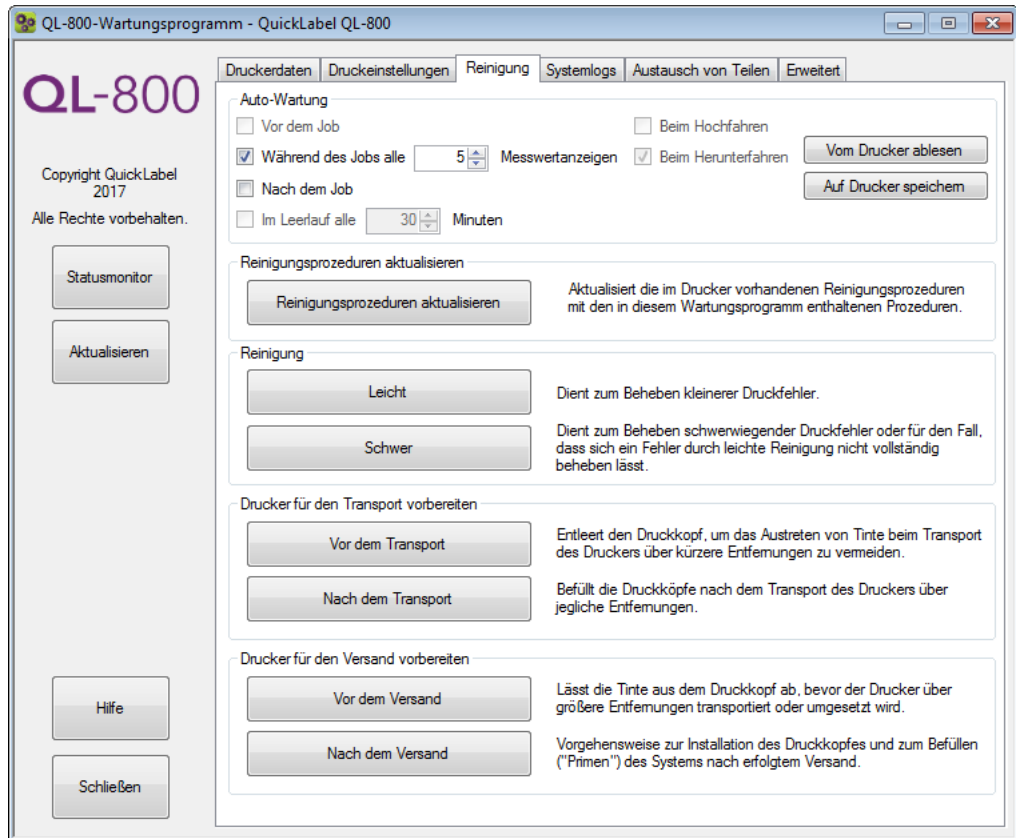 QL-800-Wartungsprogramm - QuickLabel QL-800
QL-800
Copyright QuickLabel
2017
Alle Rechte vorbehalten.
Statusmonitor
Aktualisieren
Hilfe
Schließen
Druckerdaten Druckeinstellungen Reinigung Systemlogs Austausch von Teilen Erweitert
Auto-Wartung
Vor dem Job Beim Hochfahren
Während des Jobs alle 5 Messwertanzeigen Beim Herunterfahren Vom Drucker ablesen
Nach dem Job Auf Drucker speichern
Im Leerlauf alle 30 Minuten
Reinigungsprozeduren aktualisieren
Reinigungsprozeduren aktualisieren
Aktualisiert die im Drucker vorhandenen Reinigungsprozeduren
mit den in diesem Wartungsprogramm enthaltenen Prozeduren.
Reinigung
Leicht
Dient zum Beheben kleinerer Druckfehler.
Schwer
Dient zum Beheben schwerwiegender Druckfehler oder für den Fall,
dass sich ein Fehler durch leichte Reinigung nicht vollständig
beheben lässt.
Drucker für den Transport vorbereiten
Vor dem Transport
Entleert den Druckkopf, um das Austreten von Tinte beim Transport
des Druckers über kürzere Entfernungen zu vermeiden.
Nach dem Transport
Befüllt die Druckköpfe nach dem Transport des Druckers über
jegliche Entfernungen.
Drucker für den Versand vorbereiten
Vor dem Versand
Lässt die Tinte aus dem Druckkopf ab, bevor der Drucker über
größere Entfernungen transportiert oder umgesetzt wird.
Nach dem Versand
Vorgehensweise zur Installation des Druckkopfes und zum Befüllen
("Primen") des Systems nach erfolgtem Versand.